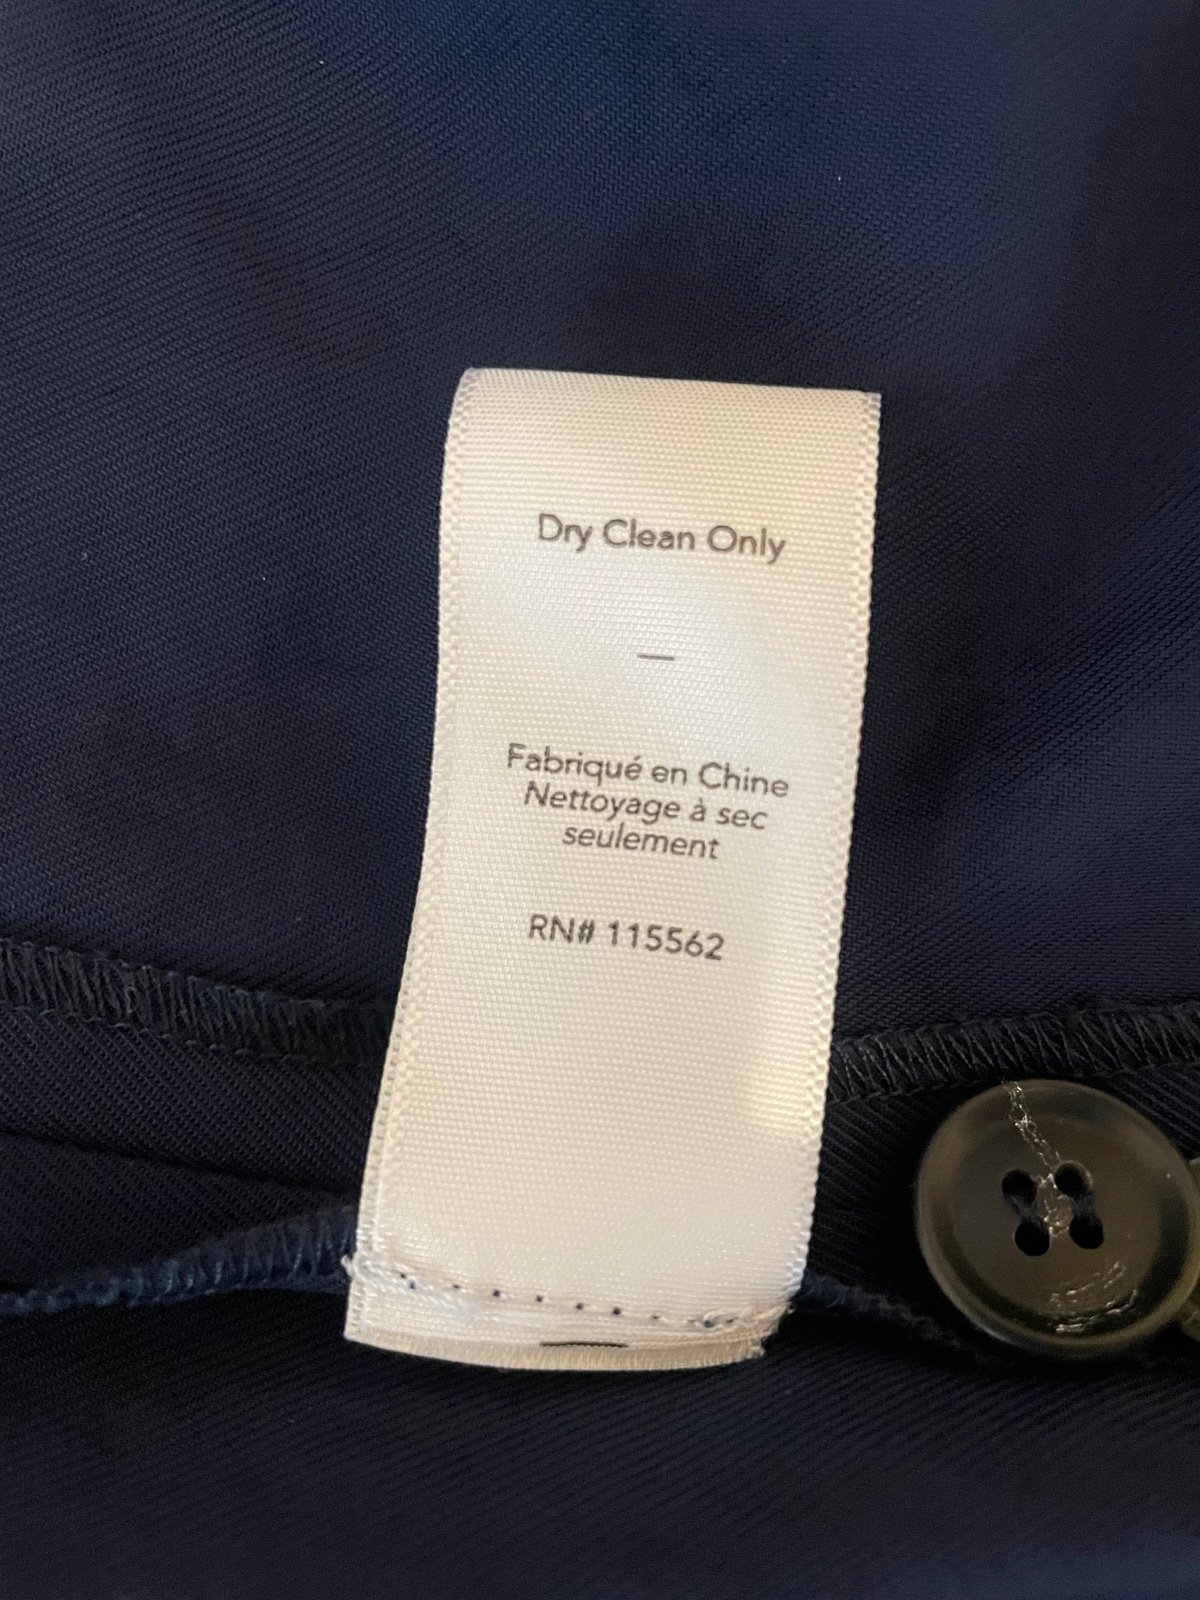 Dry Clean Only
—
Fabriqué en Chine
Nettoyage à sec
seulement
RN# 115562